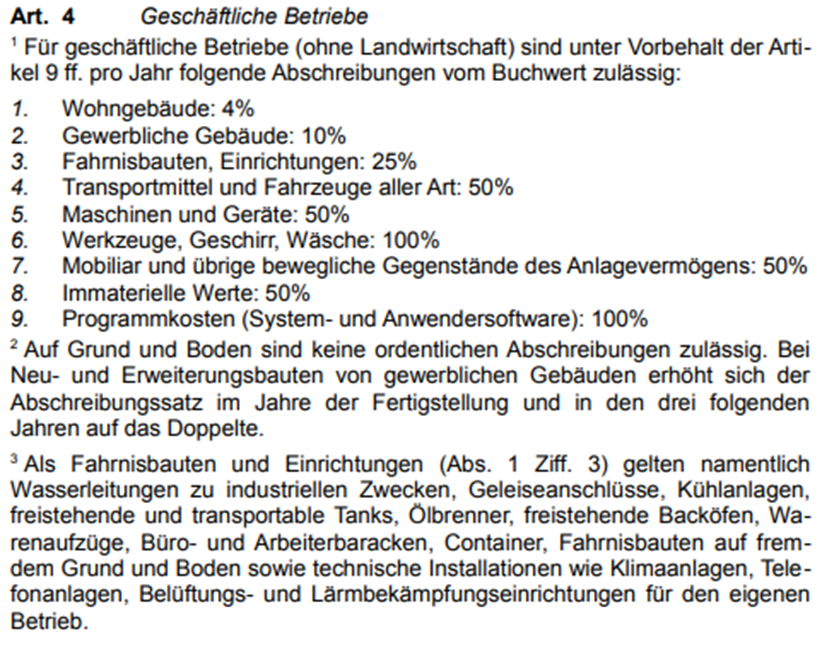 Art. 4 Geschäftliche Betriebe
¹ Für geschäftliche Betriebe (ohne Landwirtschaft) sind unter Vorbehalt der Arti-
kel 9 ff. pro Jahr folgende Abschreibungen vom Buchwert zulässig:
1. Wohngebäude: 4%
2. Gewerbliche Gebäude: 10%
3. Fahrnisbauten, Einrichtungen: 25%
4. Transportmittel und Fahrzeuge aller Art: 50%
5. Maschinen und Geräte: 50%
6. Werkzeuge, Geschirr, Wäsche: 100%
7. Mobiliar und übrige bewegliche Gegenstände des Anlagevermögens: 50%
8. Immaterielle Werte: 50%
9. Programmkosten (System- und Anwendersoftware): 100%
² Auf Grund und Boden sind keine ordentlichen Abschreibungen zulässig. Bei
Neu- und Erweiterungsbauten von gewerblichen Gebäuden erhöht sich der
Abschreibungssatz im Jahre der Fertigstellung und in den drei folgenden
Jahren auf das Doppelte.
³ Als Fahrnisbauten und Einrichtungen (Abs. 1 Ziff. 3) gelten namentlich
Wasserleitungen zu industriellen Zwecken, Geleiseanschlüsse, Kühlanlagen,
freistehende und transportable Tanks, Ölbrenner, freistehende Backöfen, Wa-
renaufzüge, Büro- und Arbeiterbaracken, Container, Fahrnisbauten auf frem-
dem Grund und Boden sowie technische Installationen wie Klimaanlagen, Tele-
fonanlagen, Belüftungs- und Lärmbekämpfungseinrichtungen für den eigenen
Betrieb.